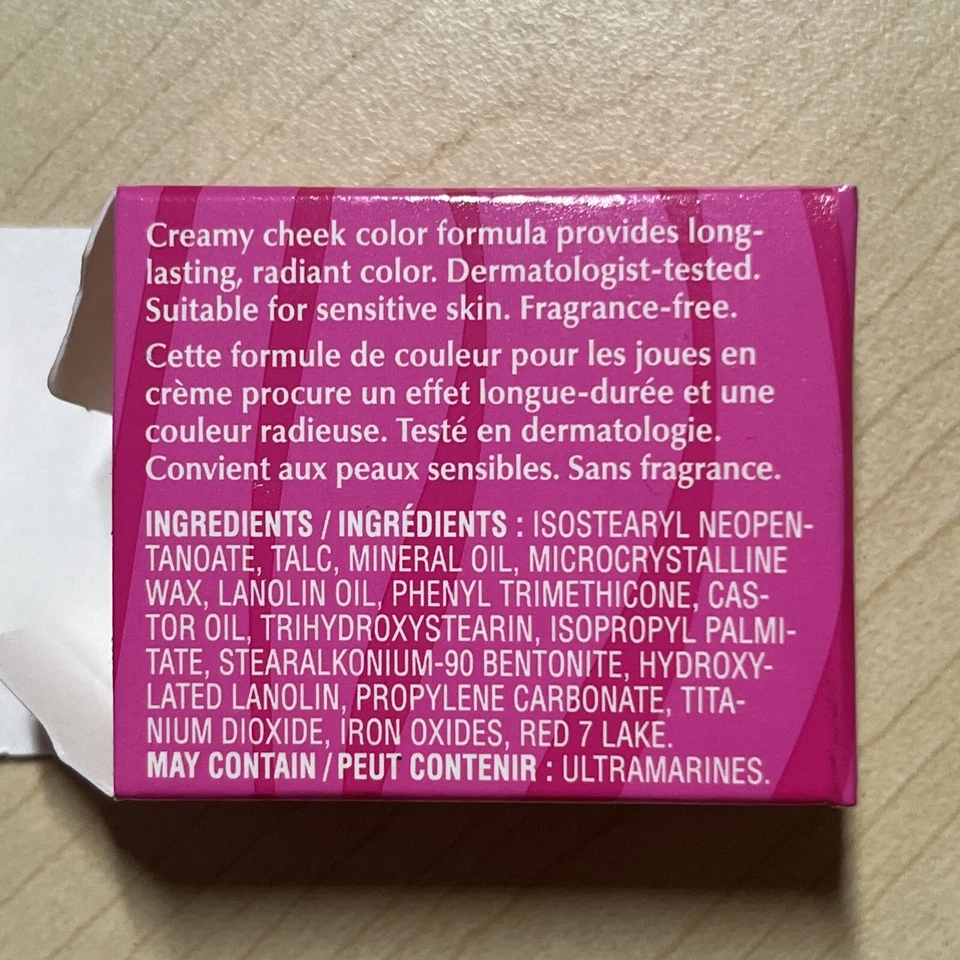 Creamy cheek color formula provides long-
lasting, radiant color. Dermatologist-tested.
Suitable for sensitive skin. Fragrance-free.
Cette formule de couleur pour les joues en
crème procure un effet longue-durée et une
couleur radieuse. Testé en dermatologie.
Convient aux peaux sensibles. Sans fragrance.
INGREDIENTS / INGRÉDIENTS : ISOSTEARYL NEOPEN-
TANOATE, TALC, MINERAL OIL, MICROCRYSTALLINE
WAX, LANOLIN OIL, PHENYL TRIMETHICONE, CAS-
TOR OIL, TRIHYDROXYSTEARIN, ISOPROPYL PALMI-
TATE, STEARALKONIUM-90 BENTONITE, HYDROXY-
LATED LANOLIN, PROPYLENE CARBONATE, TITA-
NIUM DIOXIDE, IRON OXIDES, RED 7 LAKE.
MAY CONTAIN / PEUT CONTENIR : ULTRAMARINES.